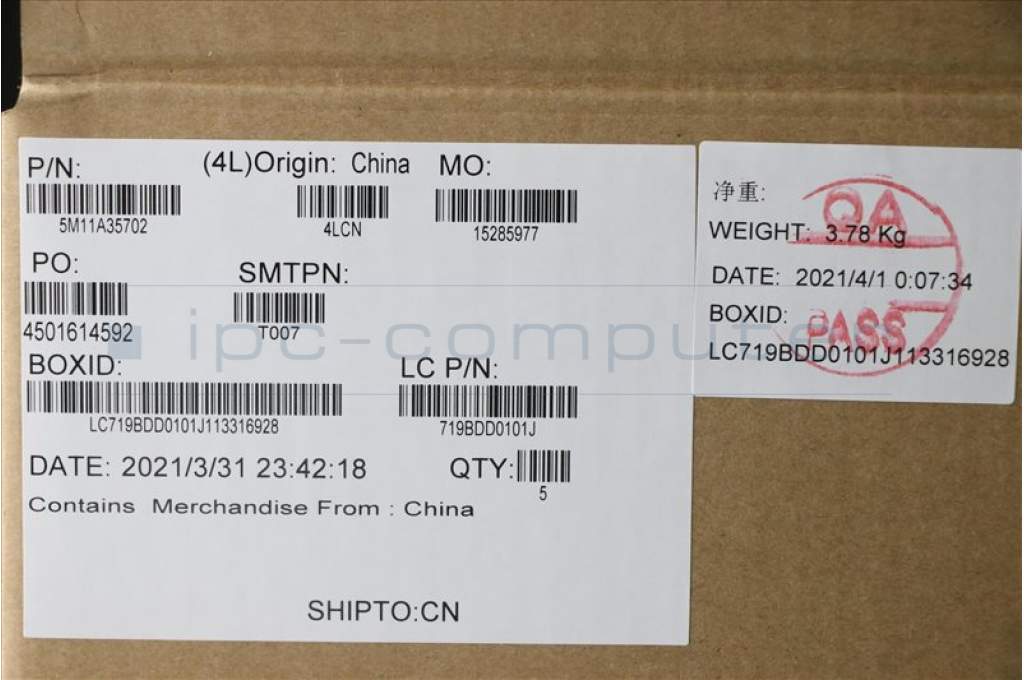 P/N: (4L)Origin: China MO:
5M11A35702 4LCN 15285977
PO: SMTPN:
4501614592 T007
BOXID: LC P/N:
LC719BDD0101J113316928 719BDD0101J
DATE: 2021/3/31 23:42:18 QTY:
5
Contains Merchandise From : China
SHIPTO:CN
净重:
WEIGHT: 3.78 Kg
DATE: 2021/4/1 0:07:34
BOXID:
LC719BDD0101J113316928
QA
PASS
ipc-computer